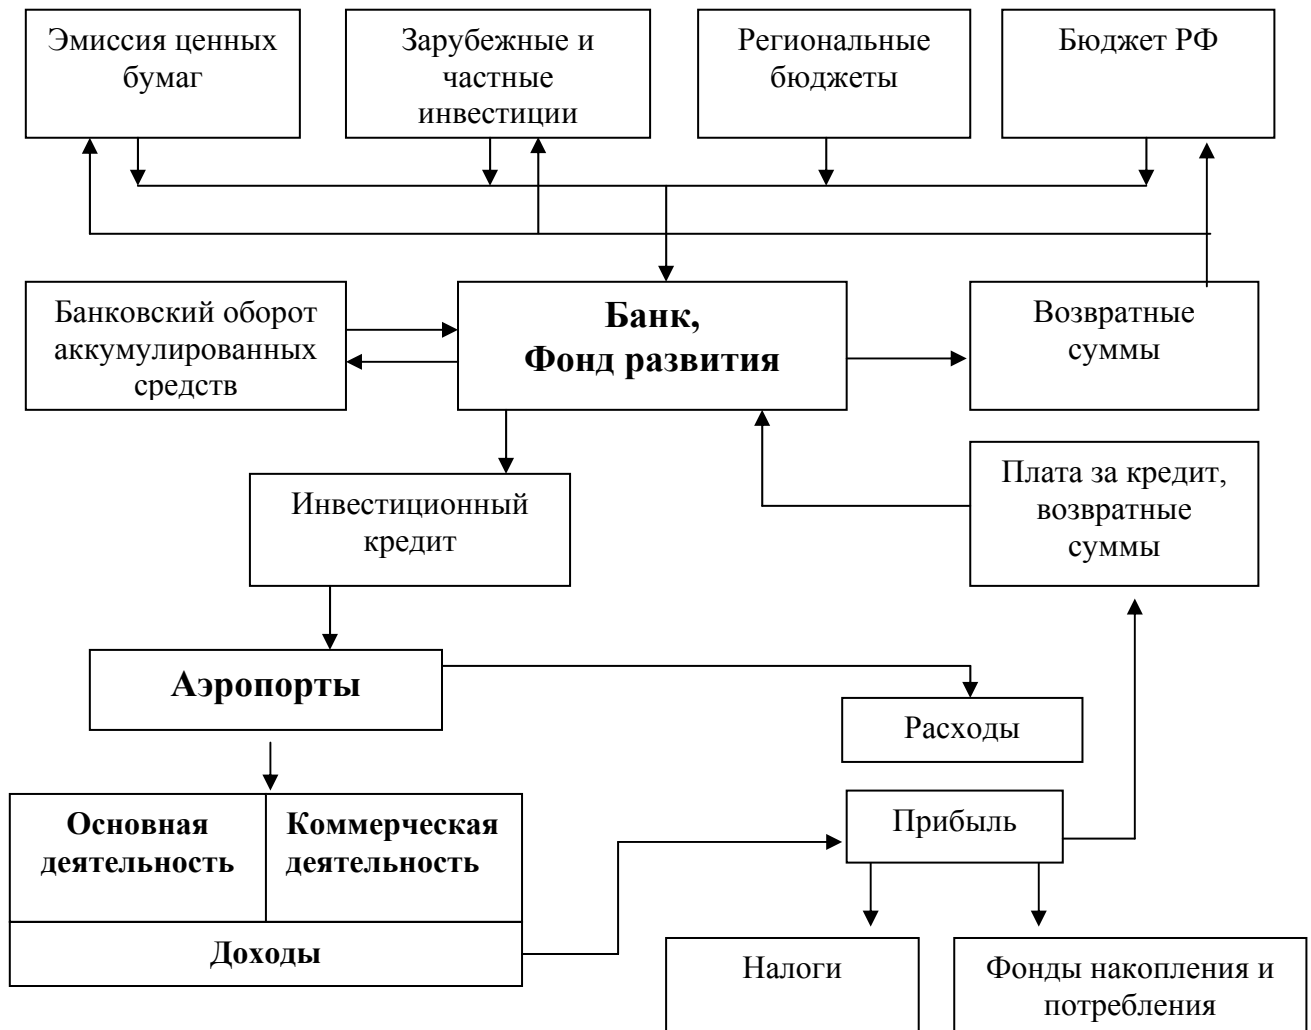 Эмиссия ценных
бумаг
Зарубежные и
частные
инвестиции
Региональные
бюджеты
Бюджет РФ
Банковский оборот
аккумулированных
средств
Банк,
Фонд развития
Возвратные
суммы
Инвестиционный
кредит
Плата за кредит,
возвратные
суммы
Аэропорты
Расходы
Основная
деятельность
Коммерческая
деятельность
Прибыль
Доходы
Налоги
Фонды накопления и
потребления